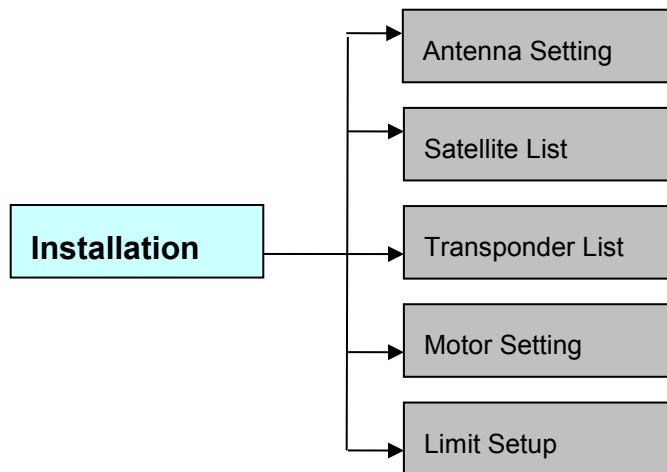 Antenna Setting
Satellite List
Installation
Transponder List
Motor Setting
Limit Setup